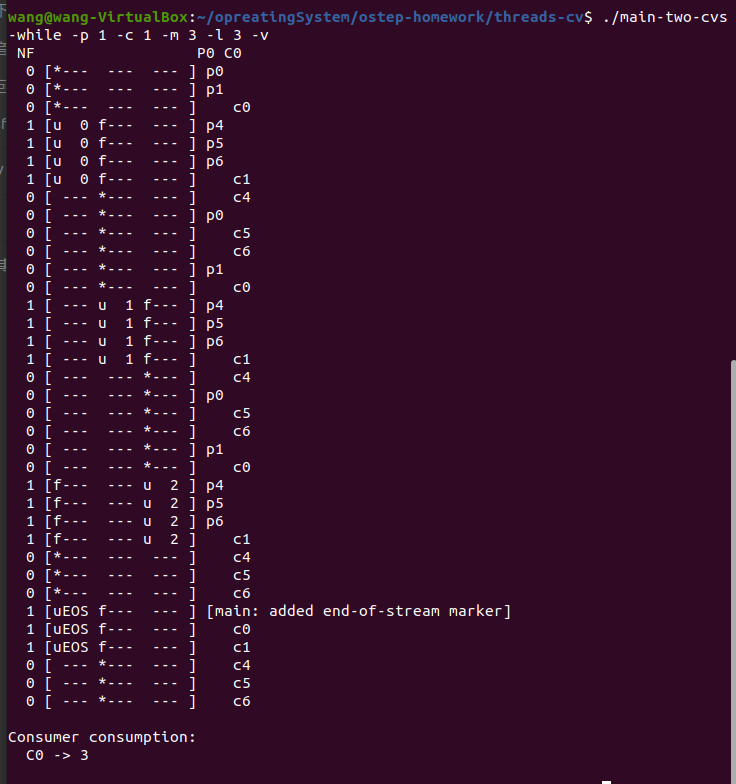 wang@wang-VirtualBox:~/opreatingSystem/ostep-homework/threads-cv$ ./main-two-cvs
-while -p 1 -c 1 -m 3 -l 3 -v
 NF                  P0 C0
  0 [*---  ---  --- ] p0
  0 [*---  ---  --- ] p1
  0 [*---  ---  --- ]    c0
  1 [u  0 f---  --- ] p4
  1 [u  0 f---  --- ] p5
  1 [u  0 f---  --- ] p6
  1 [u  0 f---  --- ]    c1
  0 [ --- *---  --- ]    c4
  0 [ --- *---  --- ] p0
  0 [ --- *---  --- ]    c5
  0 [ --- *---  --- ]    c6
  0 [ --- *---  --- ] p1
  0 [ --- *---  --- ]    c0
  1 [ --- u  1 f--- ] p4
  1 [ --- u  1 f--- ] p5
  1 [ --- u  1 f--- ] p6
  1 [ --- u  1 f--- ]    c1
  0 [ ---  --- *--- ]    c4
  0 [ ---  --- *--- ] p0
  0 [ ---  --- *--- ]    c5
  0 [ ---  --- *--- ]    c6
  0 [ ---  --- *--- ] p1
  0 [ ---  --- *--- ]    c0
  1 [f---  --- u  2 ] p4
  1 [f---  --- u  2 ] p5
  1 [f---  --- u  2 ] p6
  1 [f---  --- u  2 ]    c1
  0 [*---  ---  --- ]    c4
  0 [*---  ---  --- ]    c5
  0 [*---  ---  --- ]    c6
  1 [uEOS f---  --- ] [main: added end-of-stream marker]
  1 [uEOS f---  --- ]    c0
  1 [uEOS f---  --- ]    c1
  0 [ --- *---  --- ]    c4
  0 [ --- *---  --- ]    c5
  0 [ --- *---  --- ]    c6
Consumer consumption:
  C0 -> 3